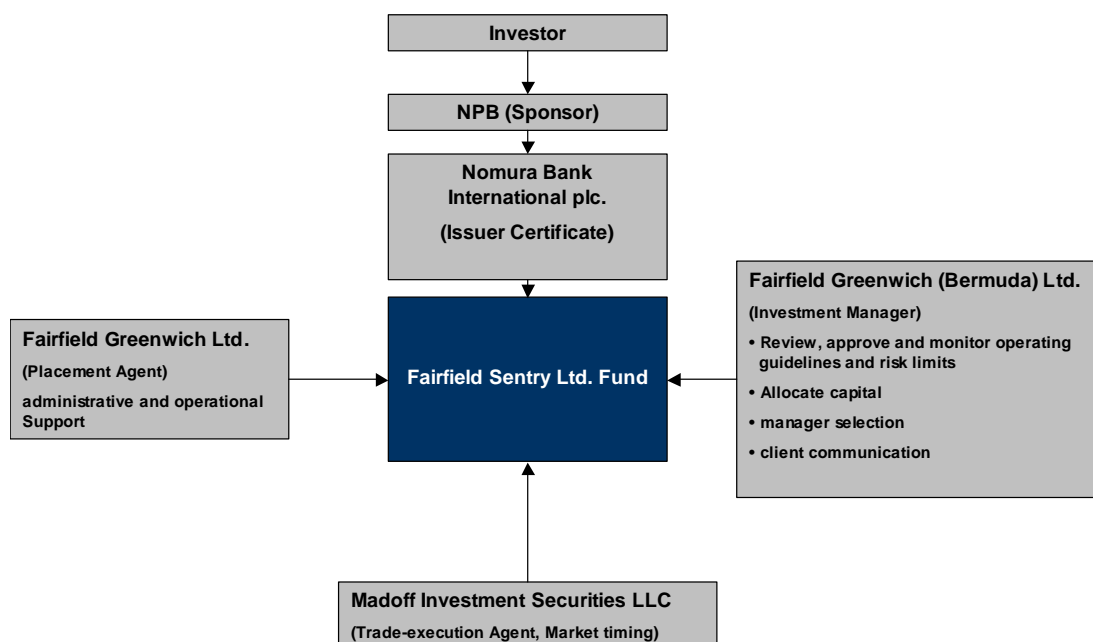 Investor
NPB (Sponsor)
Nomura Bank
International plc.
(Issuer Certificate)
Fairfield Greenwich (Bermuda) Ltd.
(Investment Manager)
• Review, approve and monitor operating
guidelines and risk limits
• Allocate capital
• manager selection
• client communication
Fairfield Greenwich Ltd.
(Placement Agent)
administrative and operational
Support
Fairfield Sentry Ltd. Fund
Madoff Investment Securities LLC
(Trade-execution Agent, Market timing)